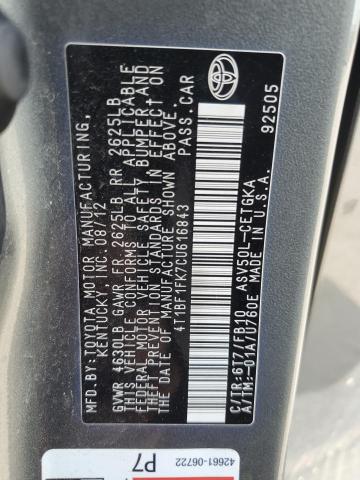 MFD.BY-TOYOTA MOTOR MANUFACTURING,
KENTUCKY, INC. 08/12
GVWR 4630LB GAWR FR 2625LB RR 2625LB
THIS VEHICLE CONFORMS TO ALL APPLICABLE
FEDERAL MOTOR VEHICLE SAFETY, BUMPER, AND
THEFT PREVENTION STANDARDS IN EFFECT ON
THE DATE OF MANUFACTURE SHOWN ABOVE.
4T1BF1FK7CU616843 PASS.CAR
C/TR:6T7/FB10 ASV50L-CETGKA
A/TM:-01A/U760E MADE IN U.S.A. 92505
42661-06722
P7